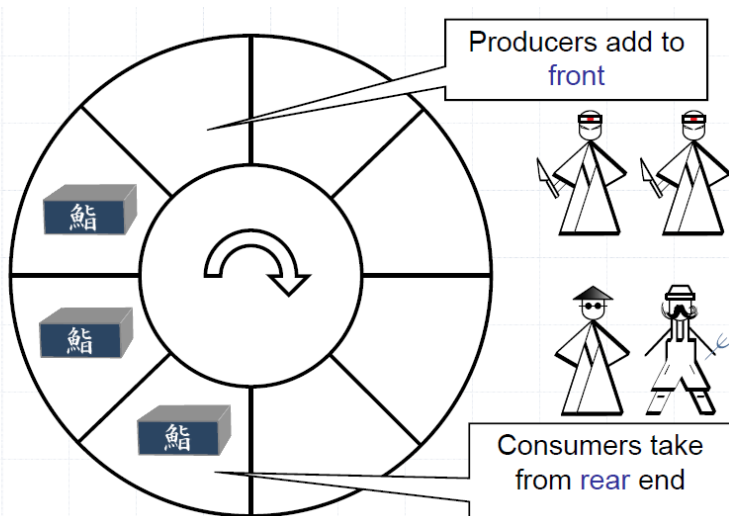 Producers add to
front
鮨
鮨
鮨
Consumers take
from rear end